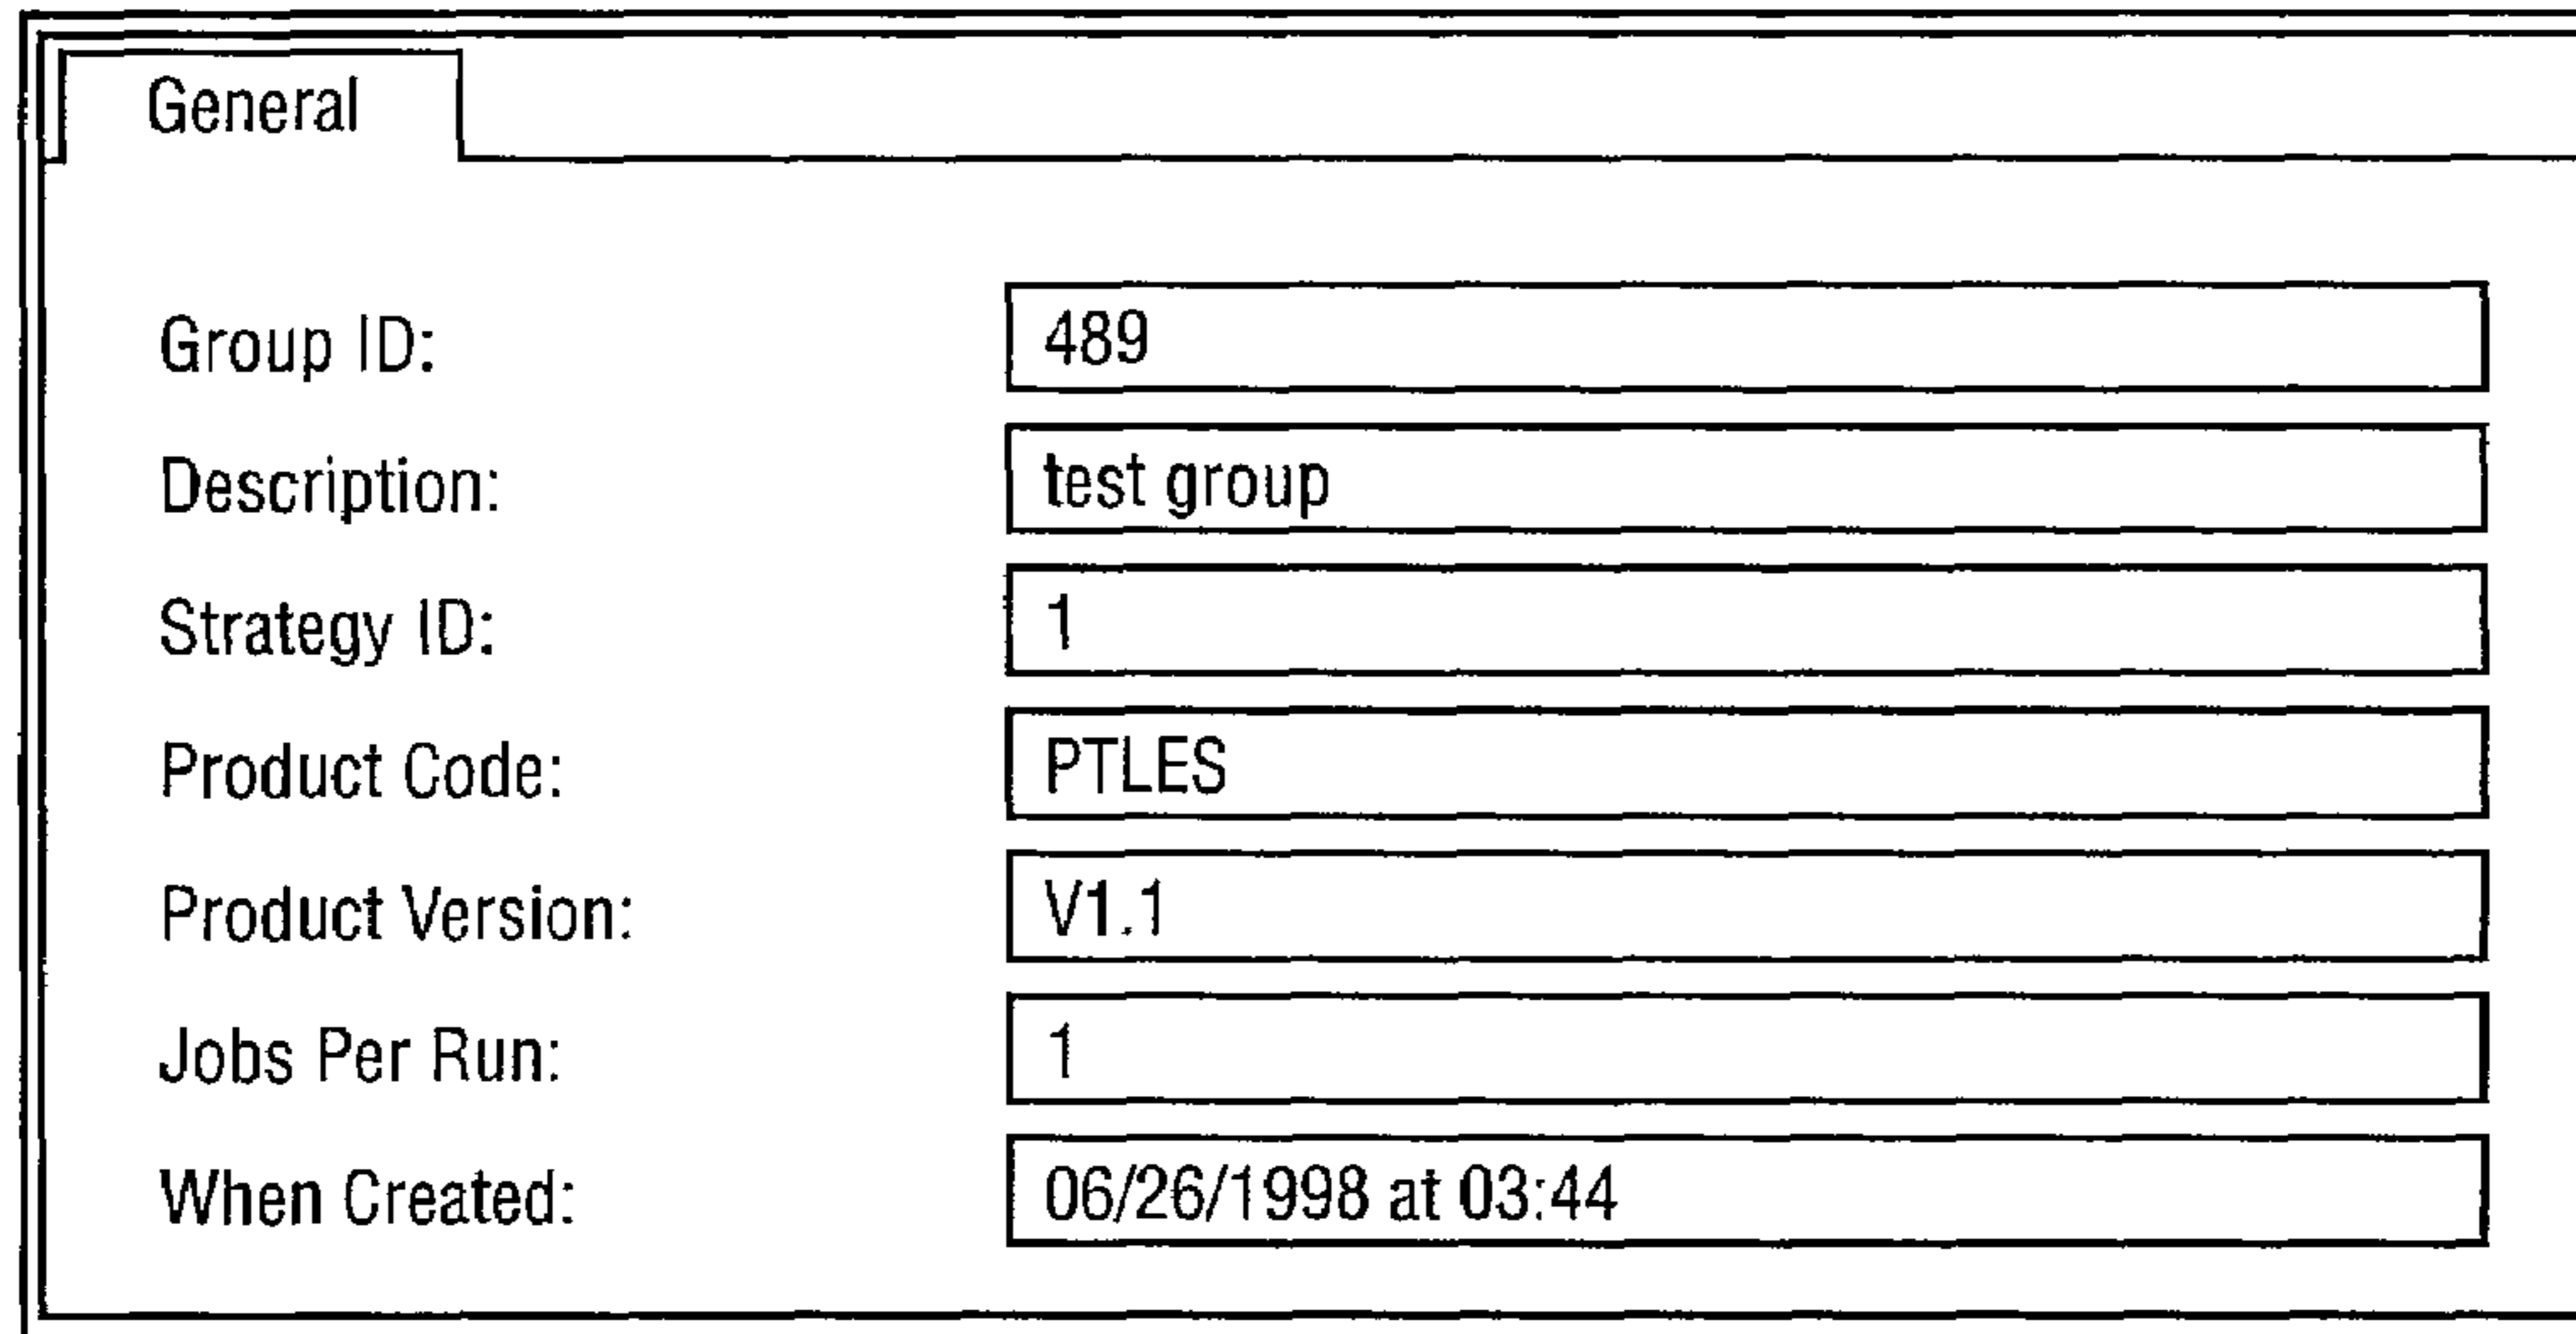 General
Group ID: 489
Description: test group
Strategy ID: 1
Product Code: PTLES
Product Version: V1.1
Jobs Per Run: 1
When Created: 06/26/1998 at 03:44